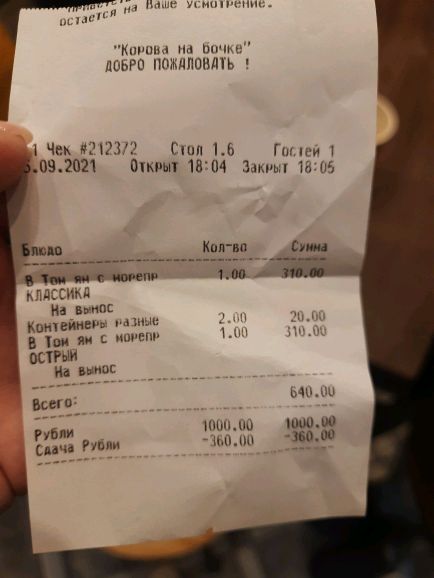 остается на Ваше усмотрение.
"Корова на бочке"
ДОБРО ПОЖАЛОВАТЬ !
1 Чек #212372 Стол 1.6 Гостей 1
.09.2021 Открыт 18:04 Закрыт 18:05
Блюдо Кол-во Сумма
В Том ям с морепр 1.00 310.00
КЛАССИКА
На вынос
Контейнеры разные 2.00 20.00
В Том ям с морепр 1.00 310.00
ОСТРЫЙ
На вынос
Всего: 640.00
Рубли 1000.00 1000.00
Сдача Рубли -360.00 -360.00